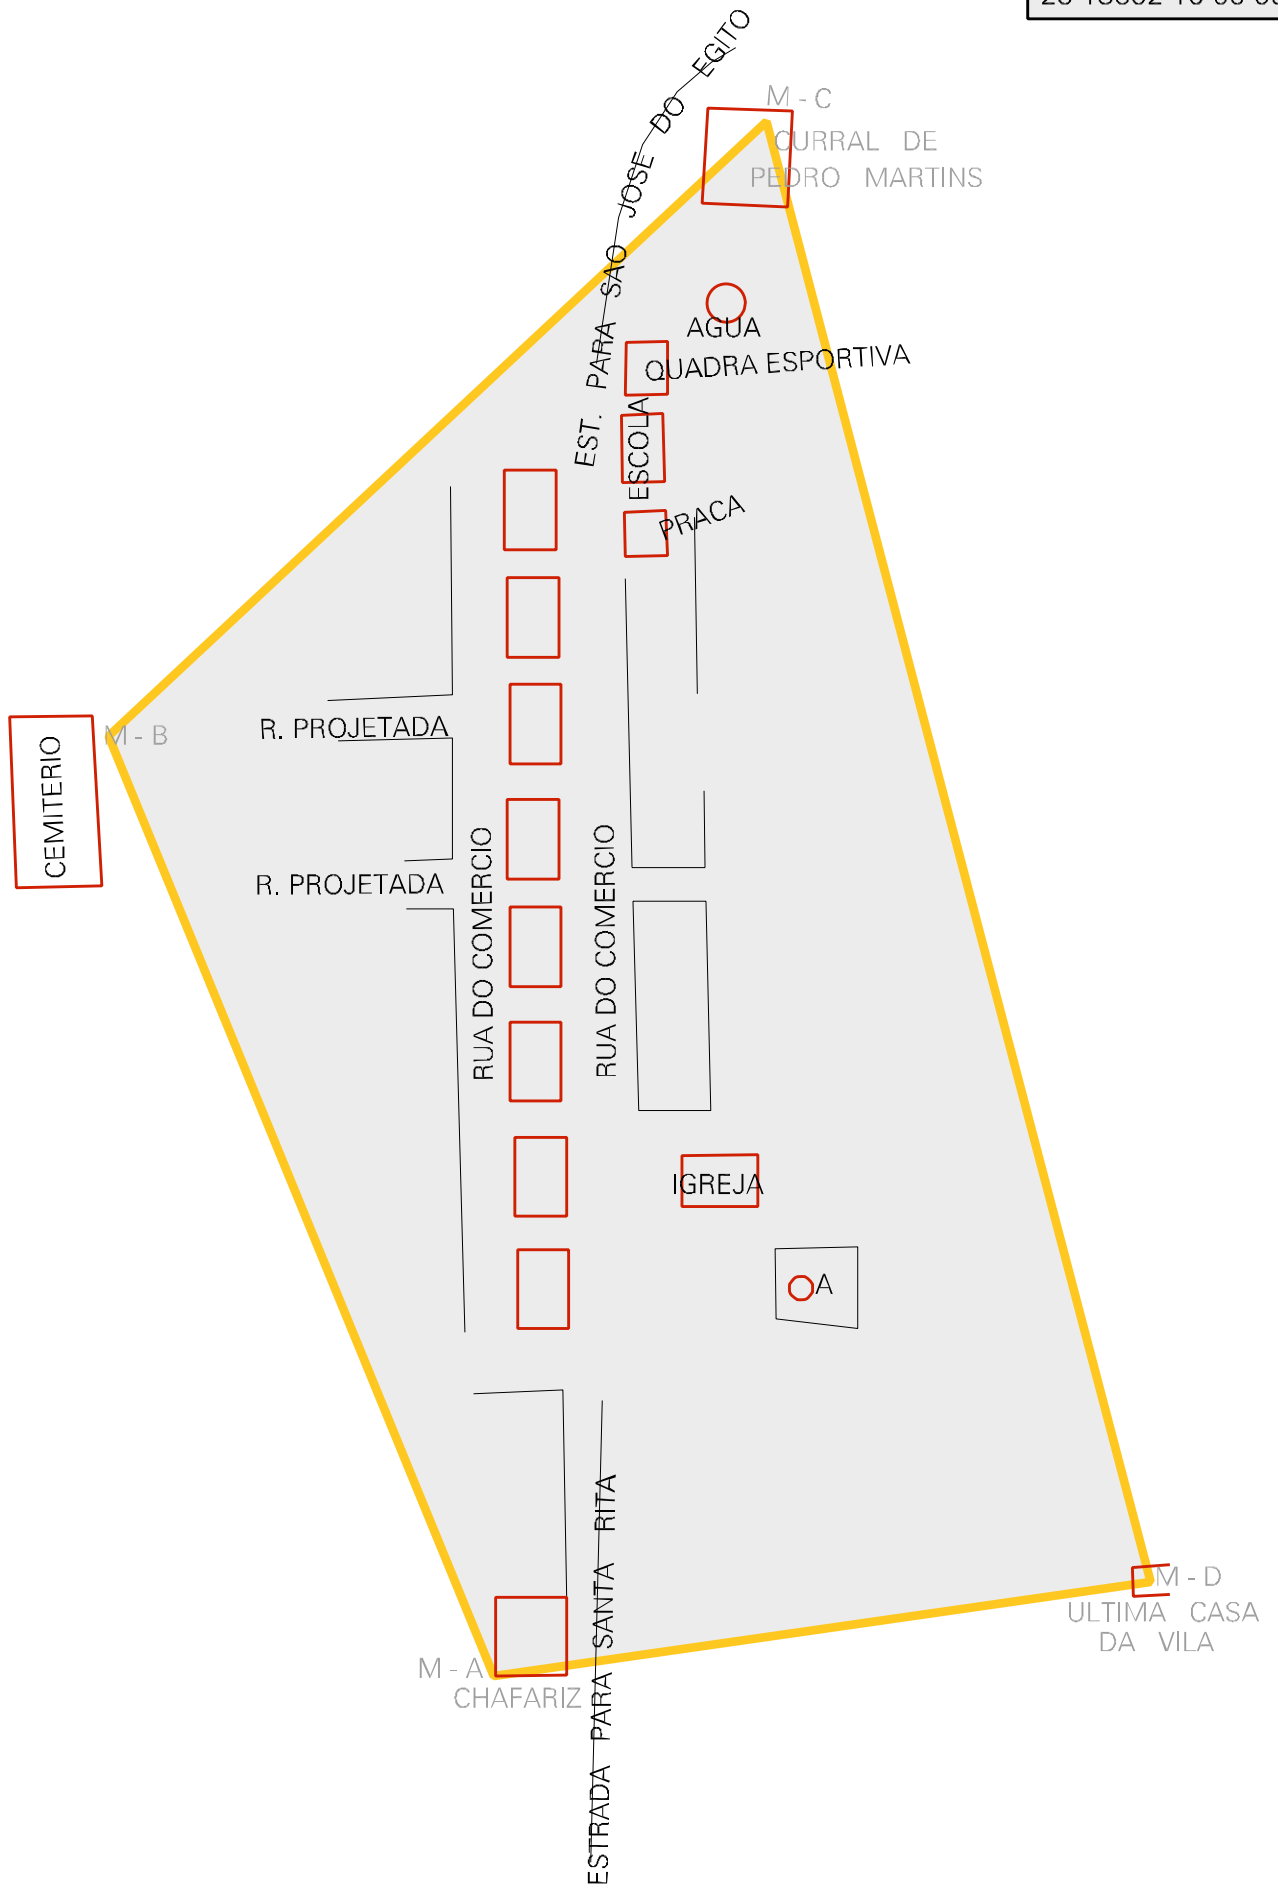 EST. PARA SAO JOSE DO EGITO
M - C
CURRAL DE
PEDRO MARTINS
AGUA
QUADRA ESPORTIVA
ESCOLA
PRACA
M - B
R. PROJETADA
CEMITERIO
R. PROJETADA
RUA DO COMERCIO
RUA DO COMERCIO
IGREJA
A
M - D
ULTIMA CASA
DA VILA
M - A
CHAFARIZ
ESTRADA PARA SANTA RITA